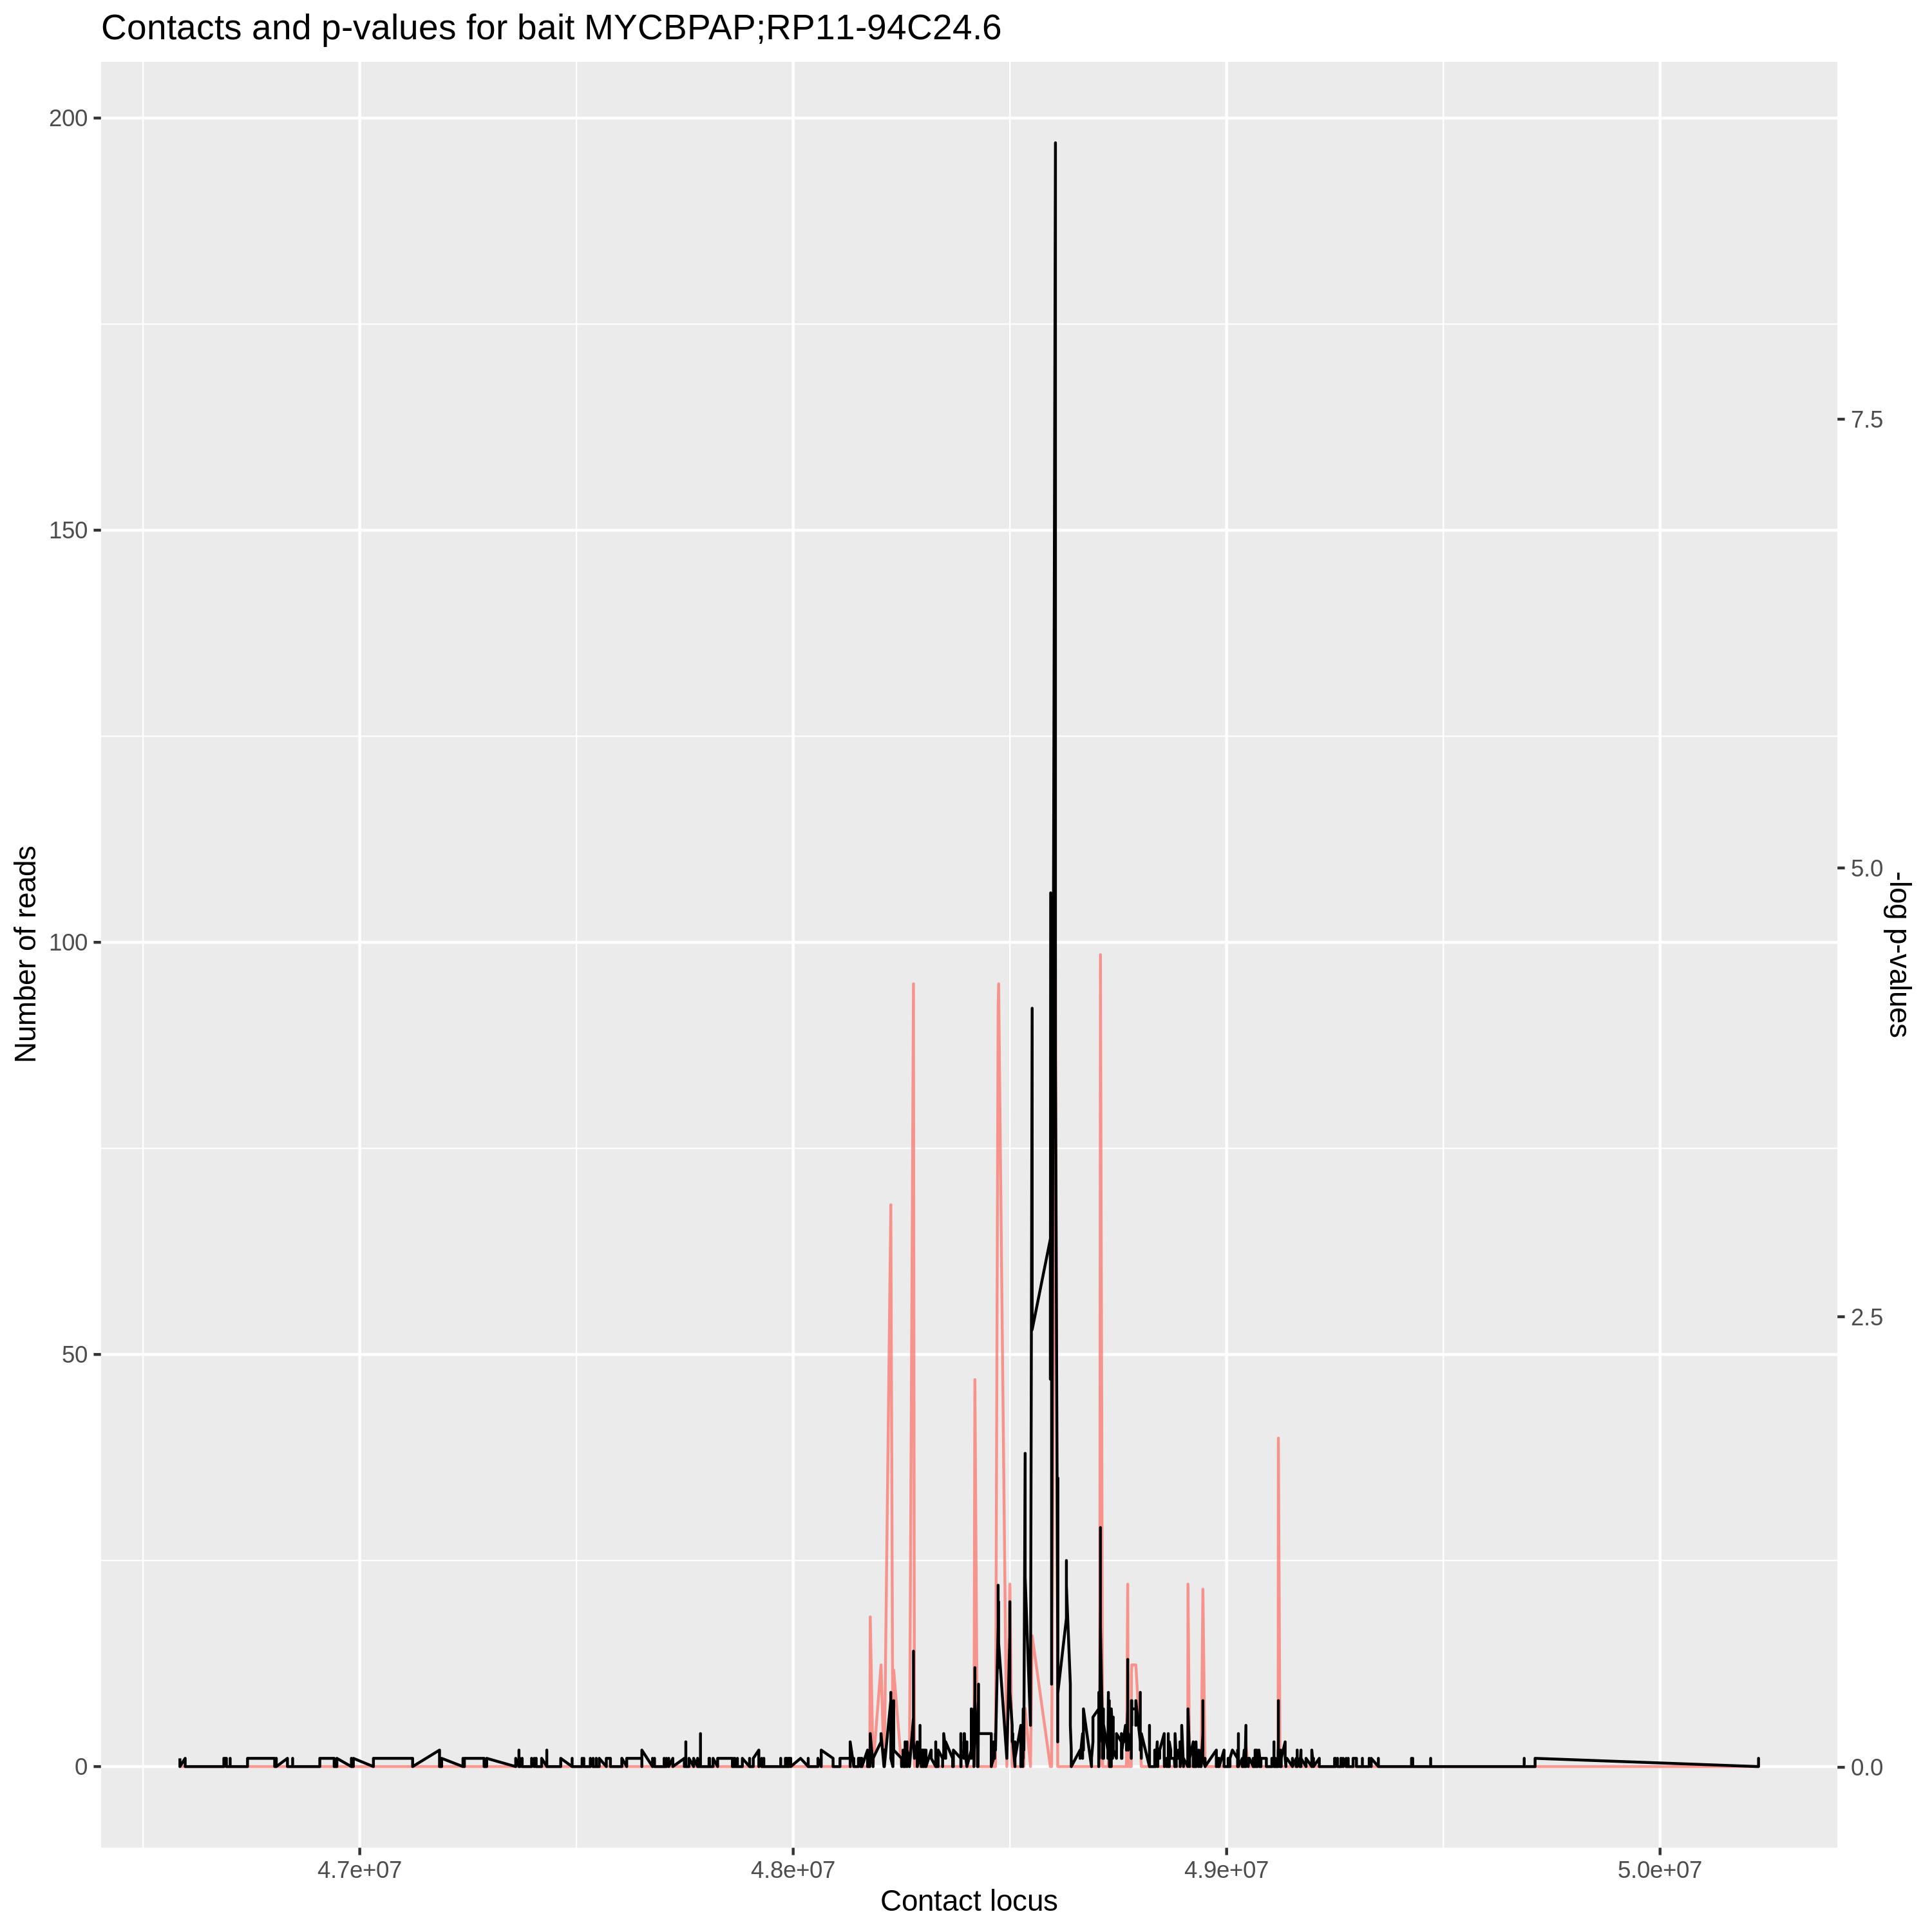 Contacts and p-values for bait MYCBPAP;RP11-94C24.6
200
150
100
50
0
Number of reads
7.5
5.0
2.5
0.0
-log p-values
4.7e+07
4.8e+07
4.9e+07
5.0e+07
Contact locus